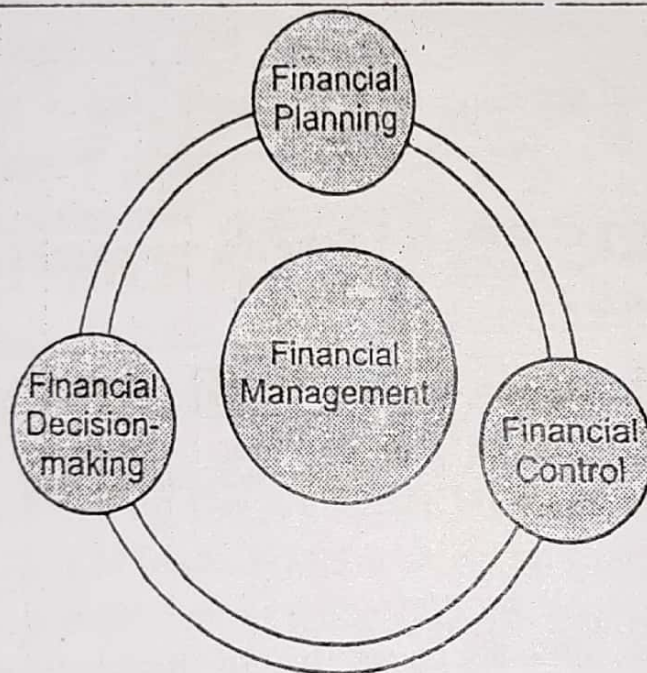 Financial
Planning
Financial
Management
Financial
Decision-
making
Financial
Control